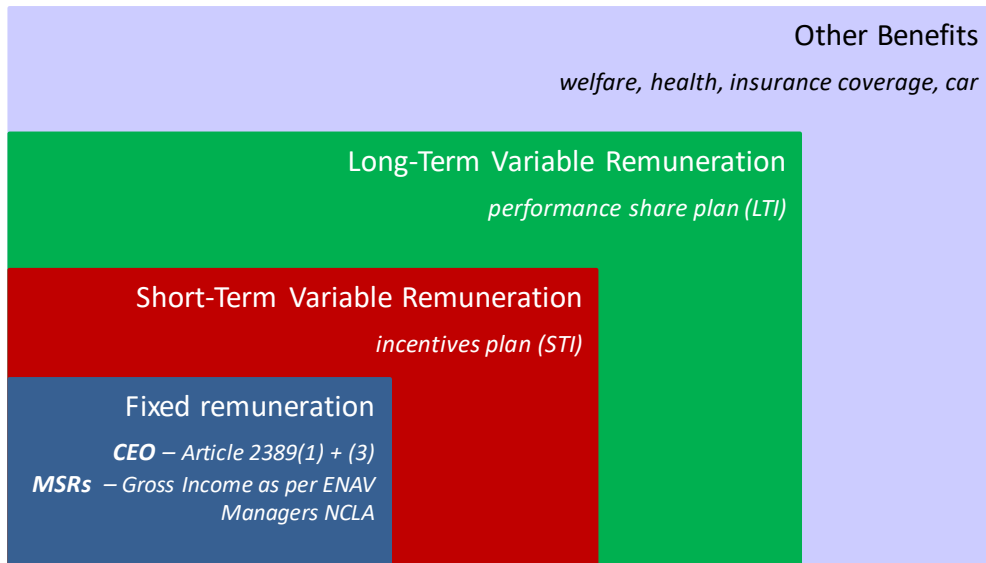 Other Benefits
welfare, health, insurance coverage, car
Long-Term Variable Remuneration
performance share plan (LTI)
Short-Term Variable Remuneration
incentives plan (STI)
Fixed remuneration
CEO – Article 2389(1) + (3)
MSRs – Gross Income as per ENAV
Managers NCLA